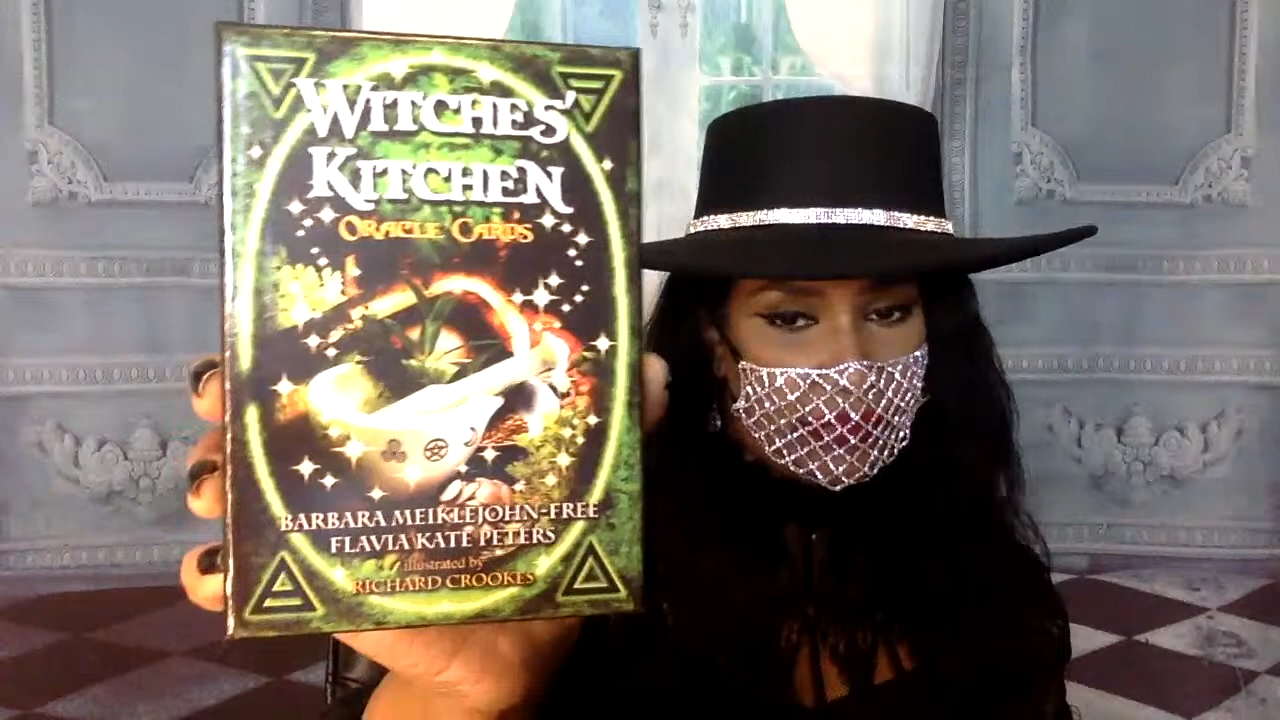 WITCHES'
KITCHEN
ORACLE CARDS
BARBARA MEIKLEJOHN-FREE
FLAVIA KATE PETERS
illustrated by
RICHARD CROOKES